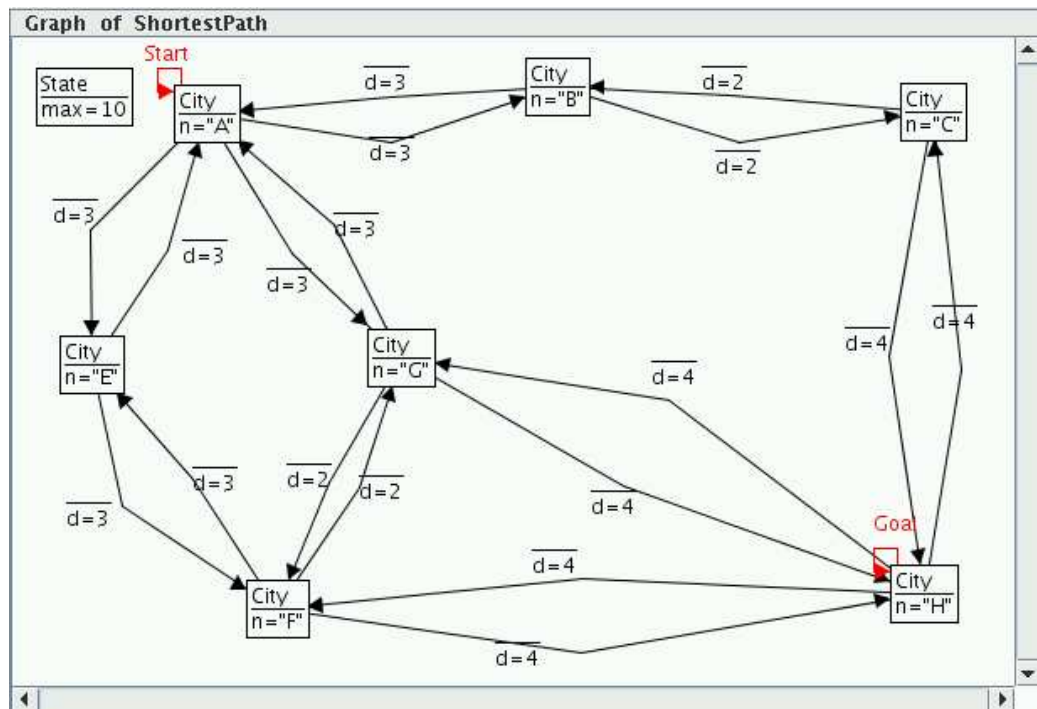 Graph of ShortestPath
Start
State
max=10
City
n="A"
d=3
d=3
City
n="B"
d=2
d=2
City
n="C"
d=3
d=3
d=3
d=3
City
n="E"
City
n="G"
d=4
d=4
d=4
d=3
d=3
d=2
d=2
d=4
Goal
City
n="F"
d=4
d=4
City
n="H"